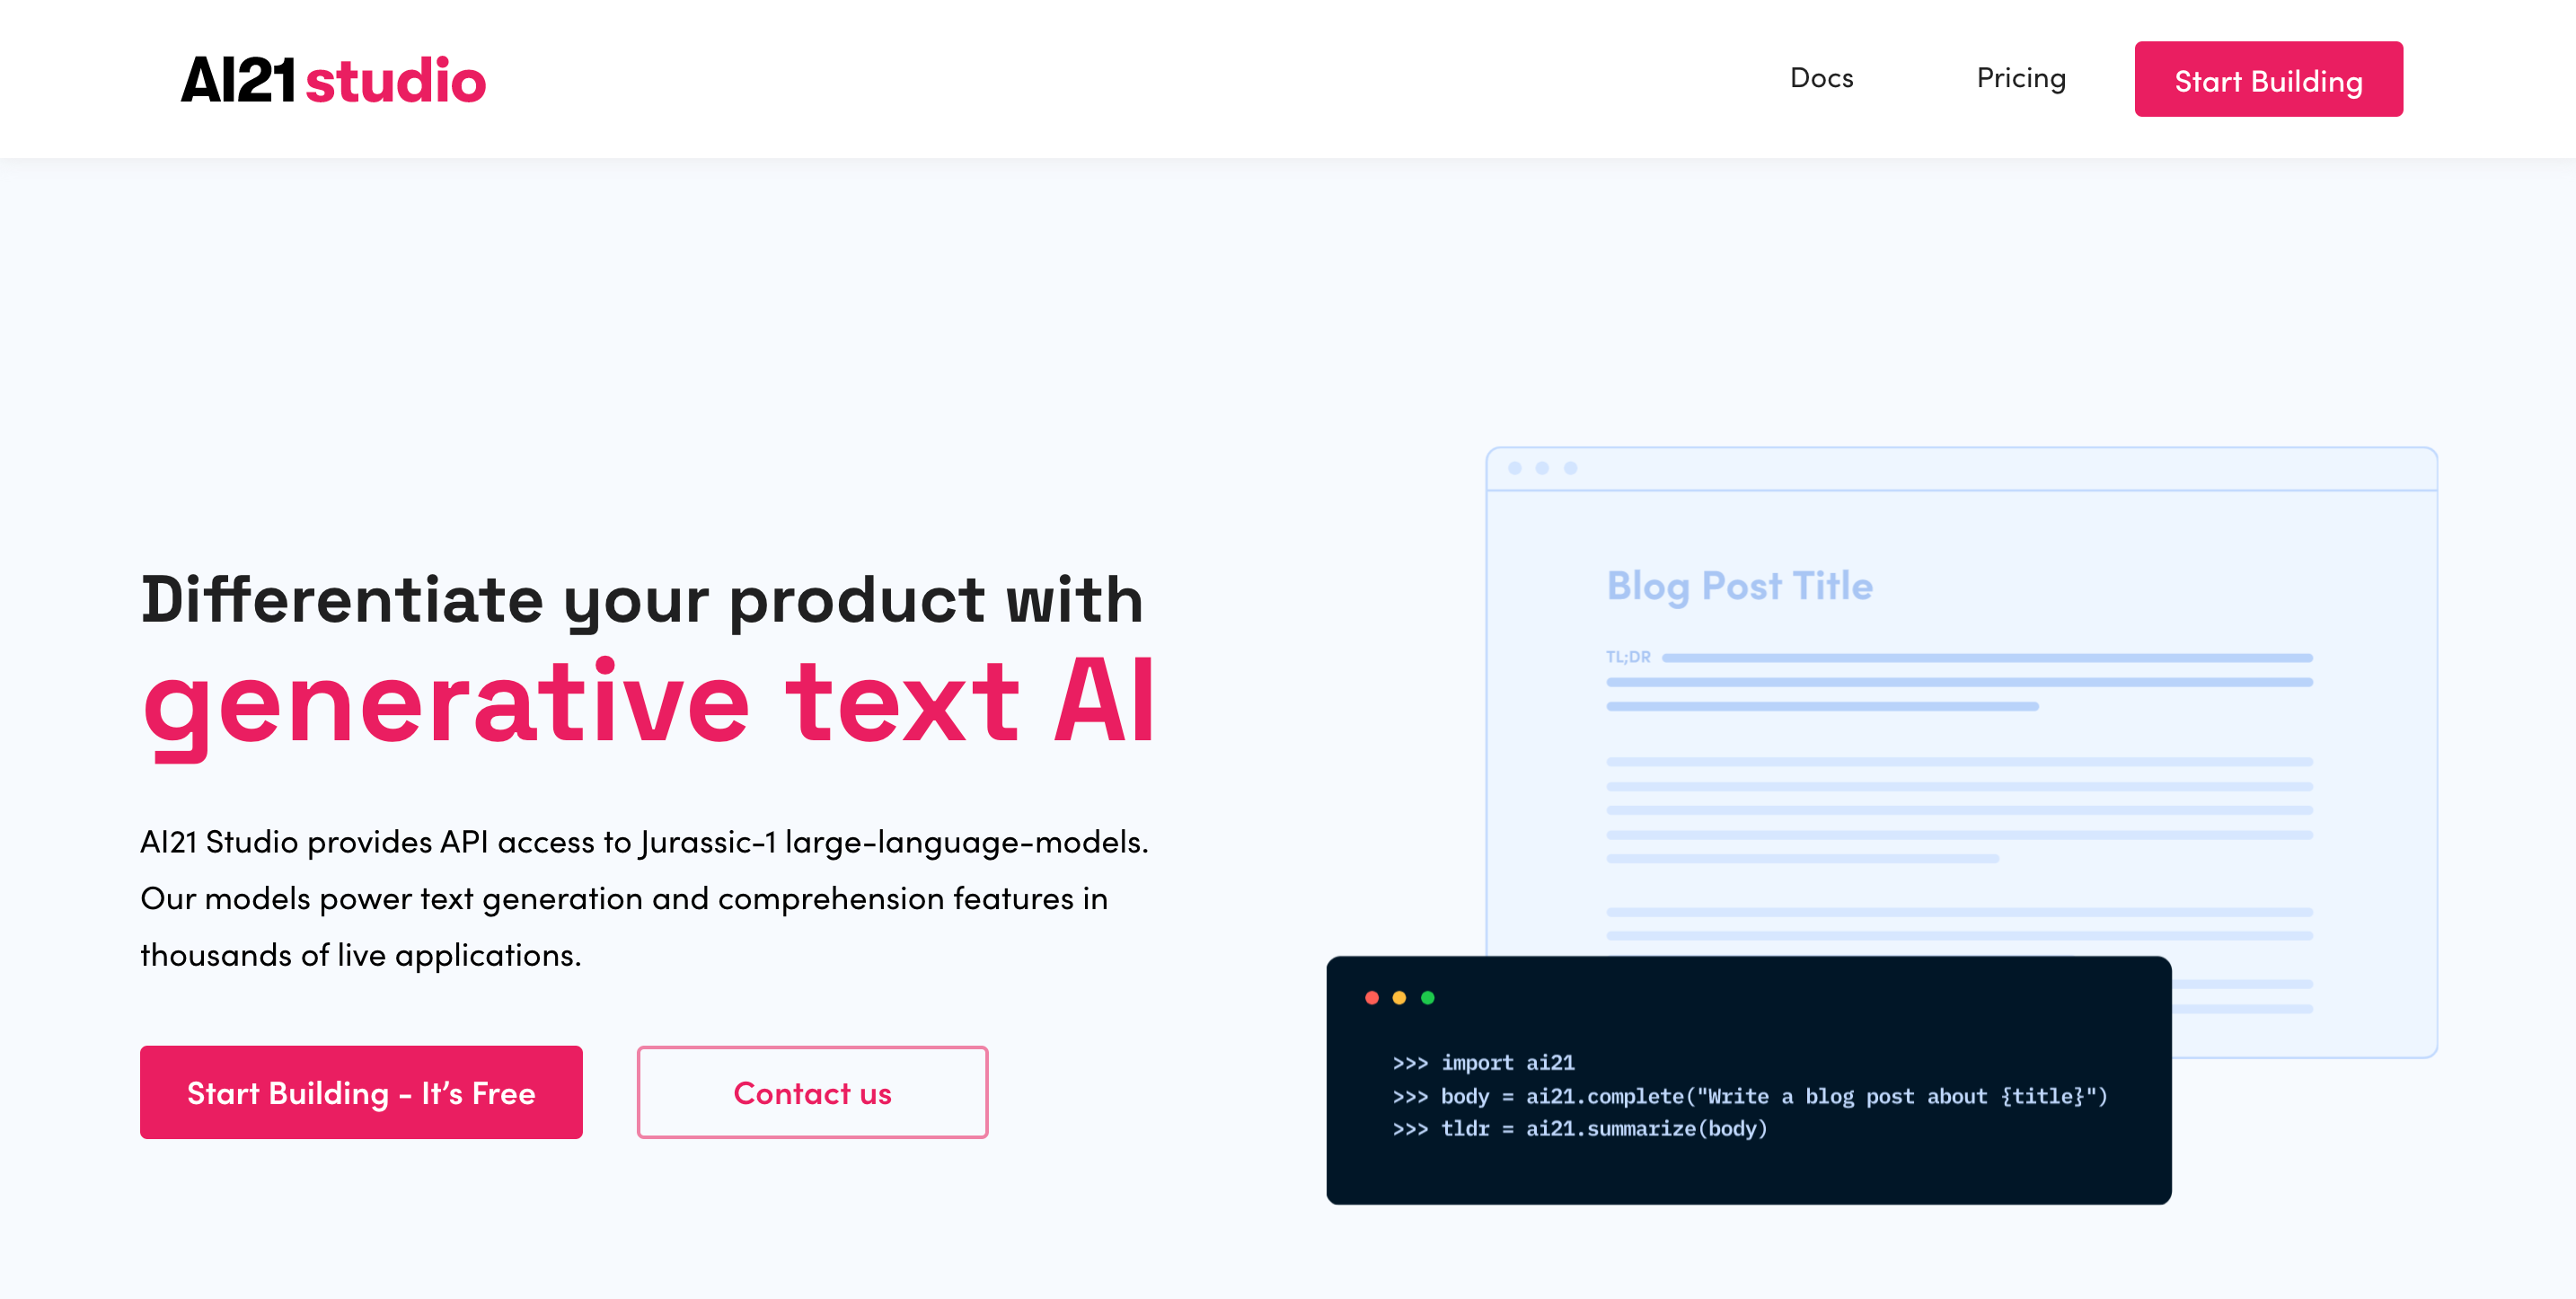 AI21 studio
Docs
Pricing
Start Building
Differentiate your product with
generative text AI
AI21 Studio provides API access to Jurassic-1 large-language-models.
Our models power text generation and comprehension features in
thousands of live applications.
Start Building - It’s Free
Contact us
Blog Post Title
TL;DR
>>> import ai21
>>> body = ai21.complete("Write a blog post about {title}")
>>> tldr = ai21.summarize(body)